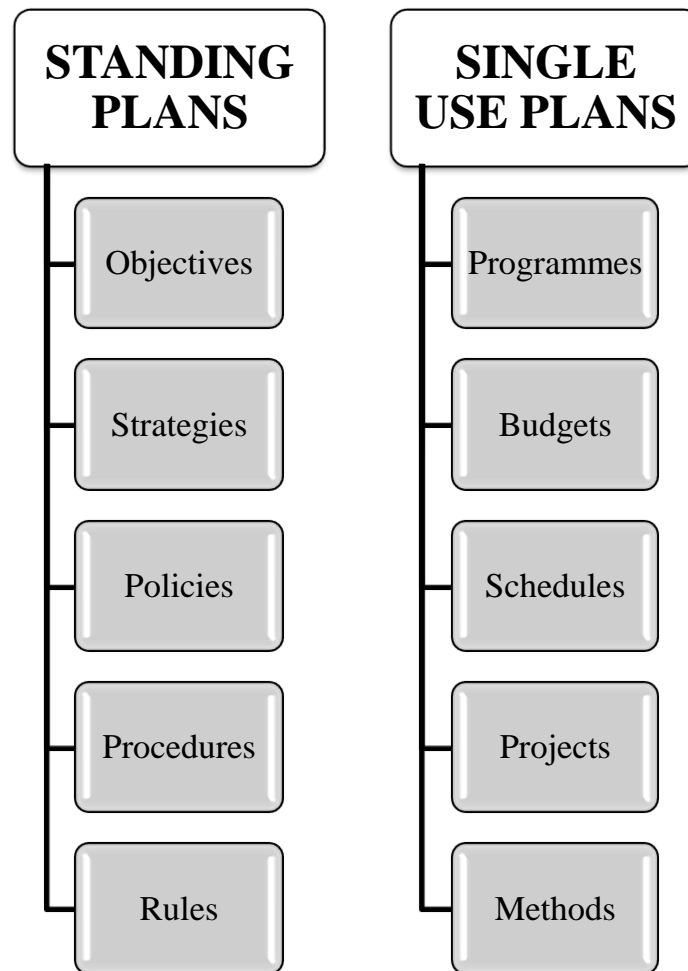 STANDING
PLANS
Objectives
Strategies
Policies
Procedures
Rules
SINGLE
USE PLANS
Programmes
Budgets
Schedules
Projects
Methods